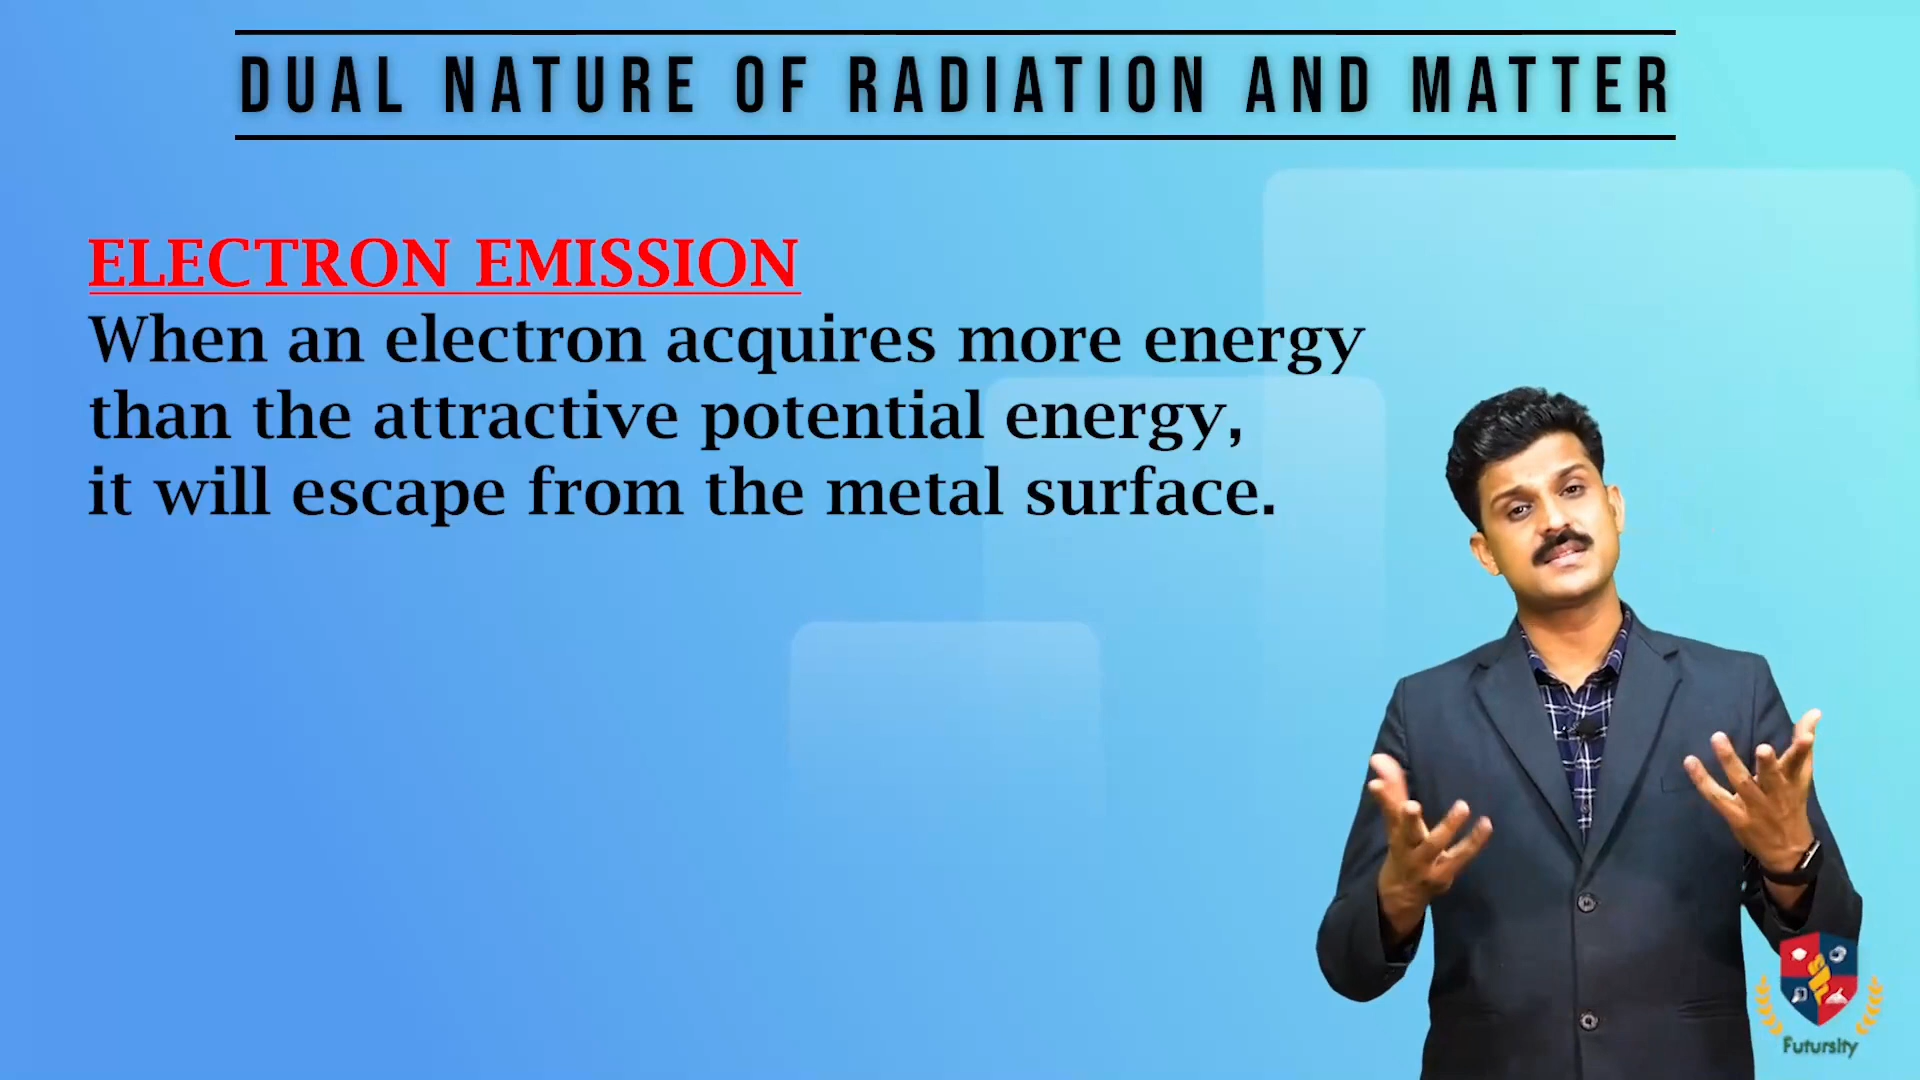 DUAL NATURE OF RADIATION AND MATTER
ELECTRON EMISSION
When an electron acquires more energy
than the attractive potential energy,
it will escape from the metal surface.
Futursity